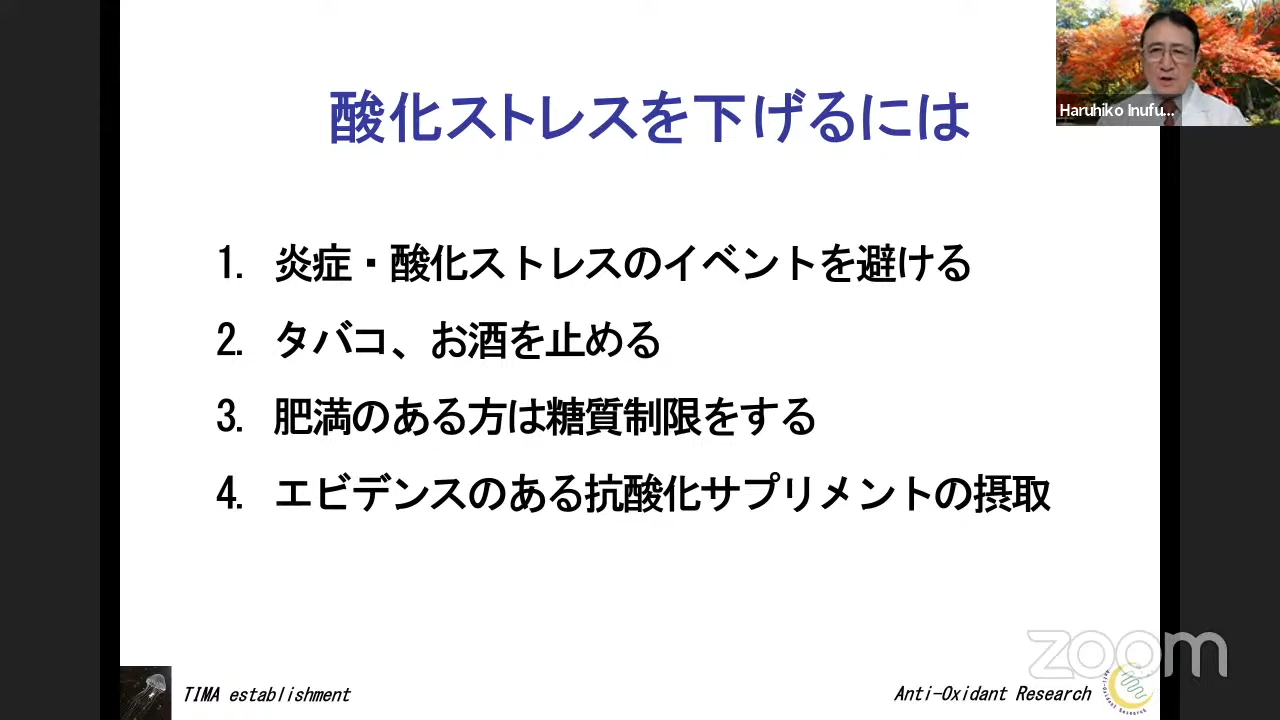 酸化ストレスを下げるには
Haruhiko Inufu...
1. 炎症・酸化ストレスのイベントを避ける
2. タバコ、お酒を止める
3. 肥満のある方は糖質制限をする
4. エビデンスのある抗酸化サプリメントの摂取
zoom
TIMA establishment
Anti-Oxidant Research